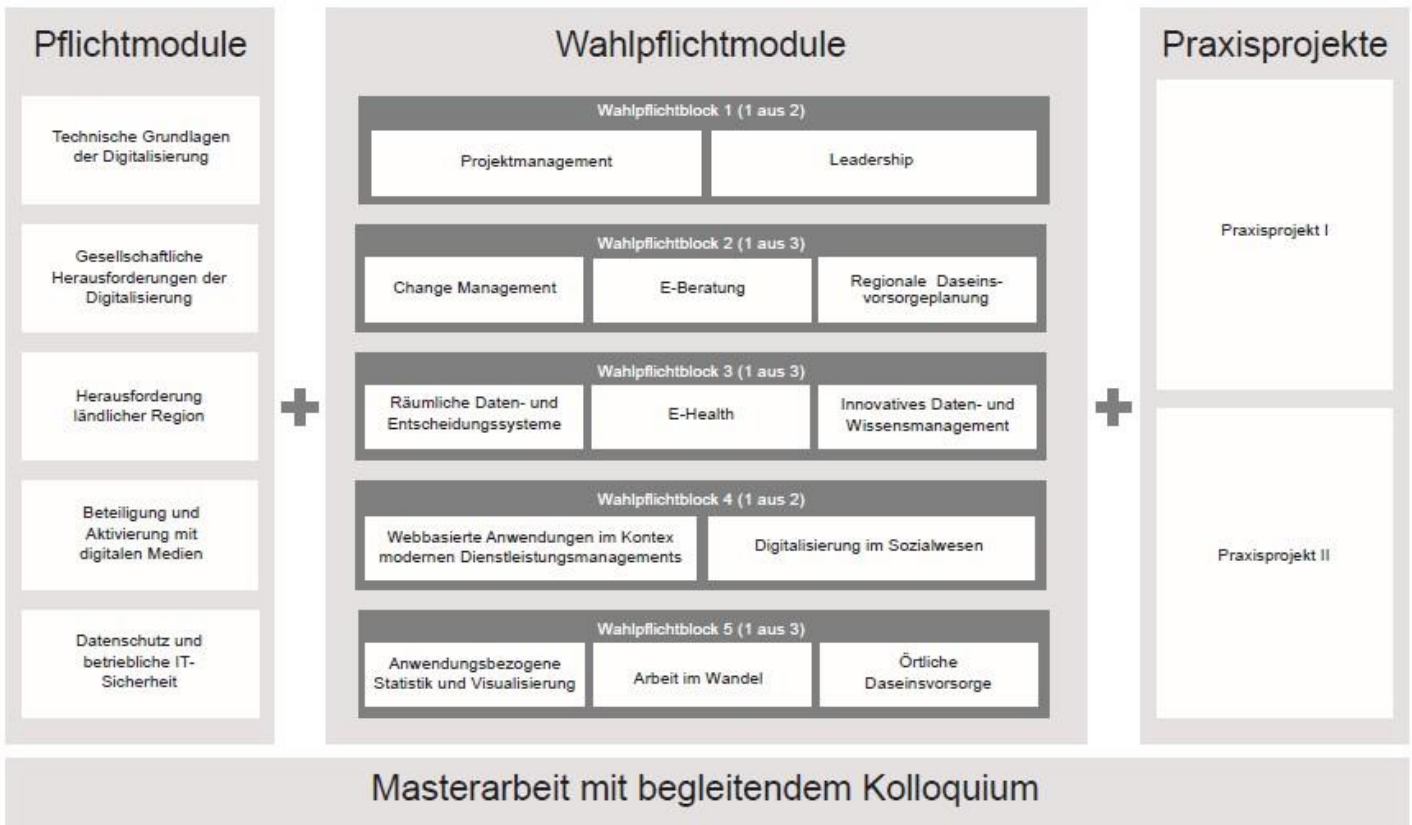 Pflichtmodule
Technische Grundlagen
der Digitalisierung
Gesellschaftliche
Herausforderungen der
Digitalisierung
Herausforderung
ländlicher Region
Beteiligung und
Aktivierung mit
digitalen Medien
Datenschutz und
betriebliche IT-
Sicherheit
Wahlpflichtmodule
Wahlpflichtblock 1 (1 aus 2)
Projektmanagement
Leadership
Wahlpflichtblock 2 (1 aus 3)
Change Management
E-Beratung
Regionale Daseins-
vorsorgeplanung
Wahlpflichtblock 3 (1 aus 3)
Räumliche Daten- und
Entscheidungssysteme
E-Health
Innovatives Daten- und
Wissensmanagement
Wahlpflichtblock 4 (1 aus 2)
Webbasierte Anwendungen im Kontex
modernen Dienstleistungsmanagements
Digitalisierung im Sozialwesen
Wahlpflichtblock 5 (1 aus 3)
Anwendungsbezogene
Statistik und Visualisierung
Arbeit im Wandel
Örtliche
Daseinsvorsorge
Praxisprojekte
Praxisprojekt I
Praxisprojekt II
Masterarbeit mit begleitendem Kolloquium